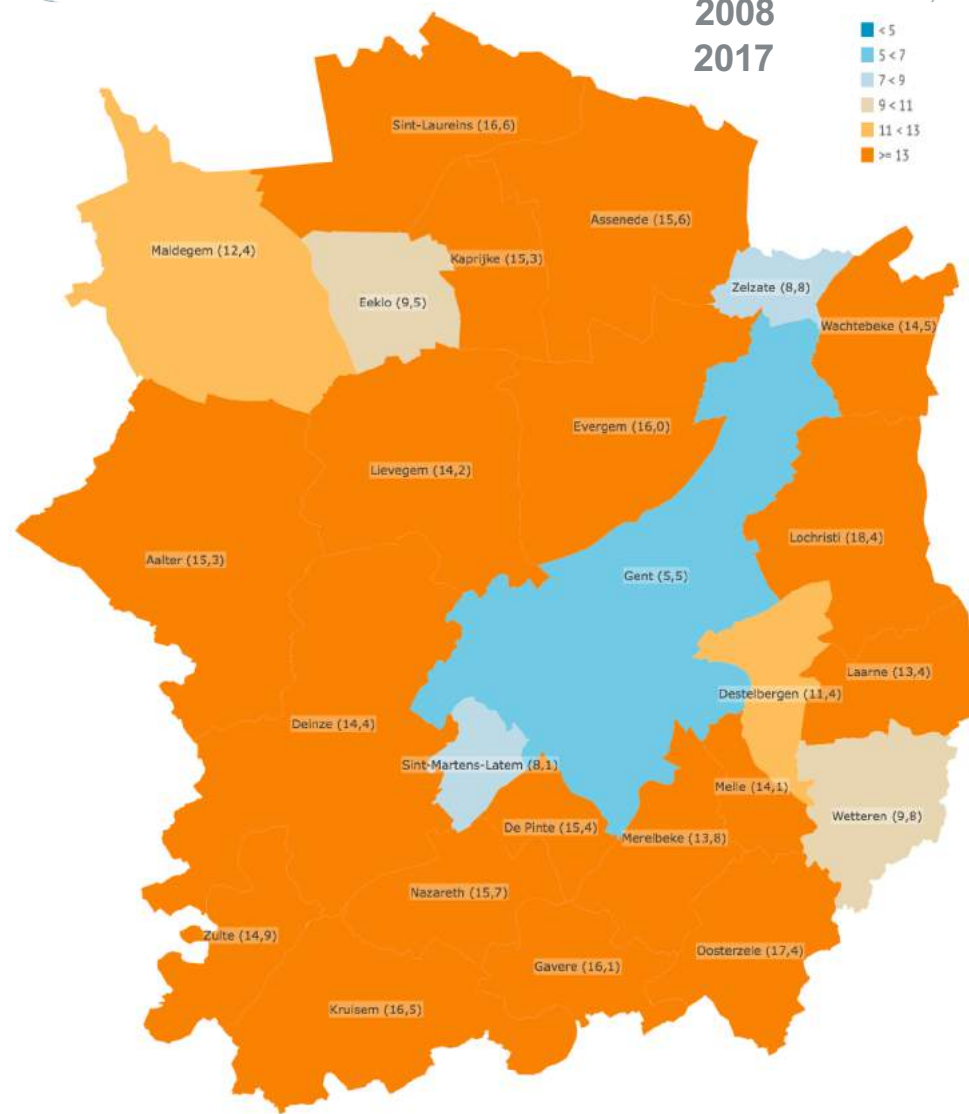 2008
2017
< 5
5 < 7
7 < 9
9 < 11
11 < 13
>= 13
Sint-Laureins (16,6)
Assenede (15,6)
Maldegem (12,4)
Kaprijke (15,3)
Zelzate (8,8)
Eeklo (9,5)
Wachtebeke (14,5)
Evergem (16,0)
Lievegem (14,2)
Lochristi (18,4)
Aalter (15,3)
Gent (5,5)
Laarne (13,4)
Destelbergen (11,4)
Deinze (14,4)
Sint-Martens-Latem (8,1)
Melle (14,1)
Wetteren (9,8)
De Pinte (15,4)
Merelbeke (13,8)
Nazareth (15,7)
Zulte (14,9)
Oosterzele (17,4)
Gavere (16,1)
Kruisem (16,5)